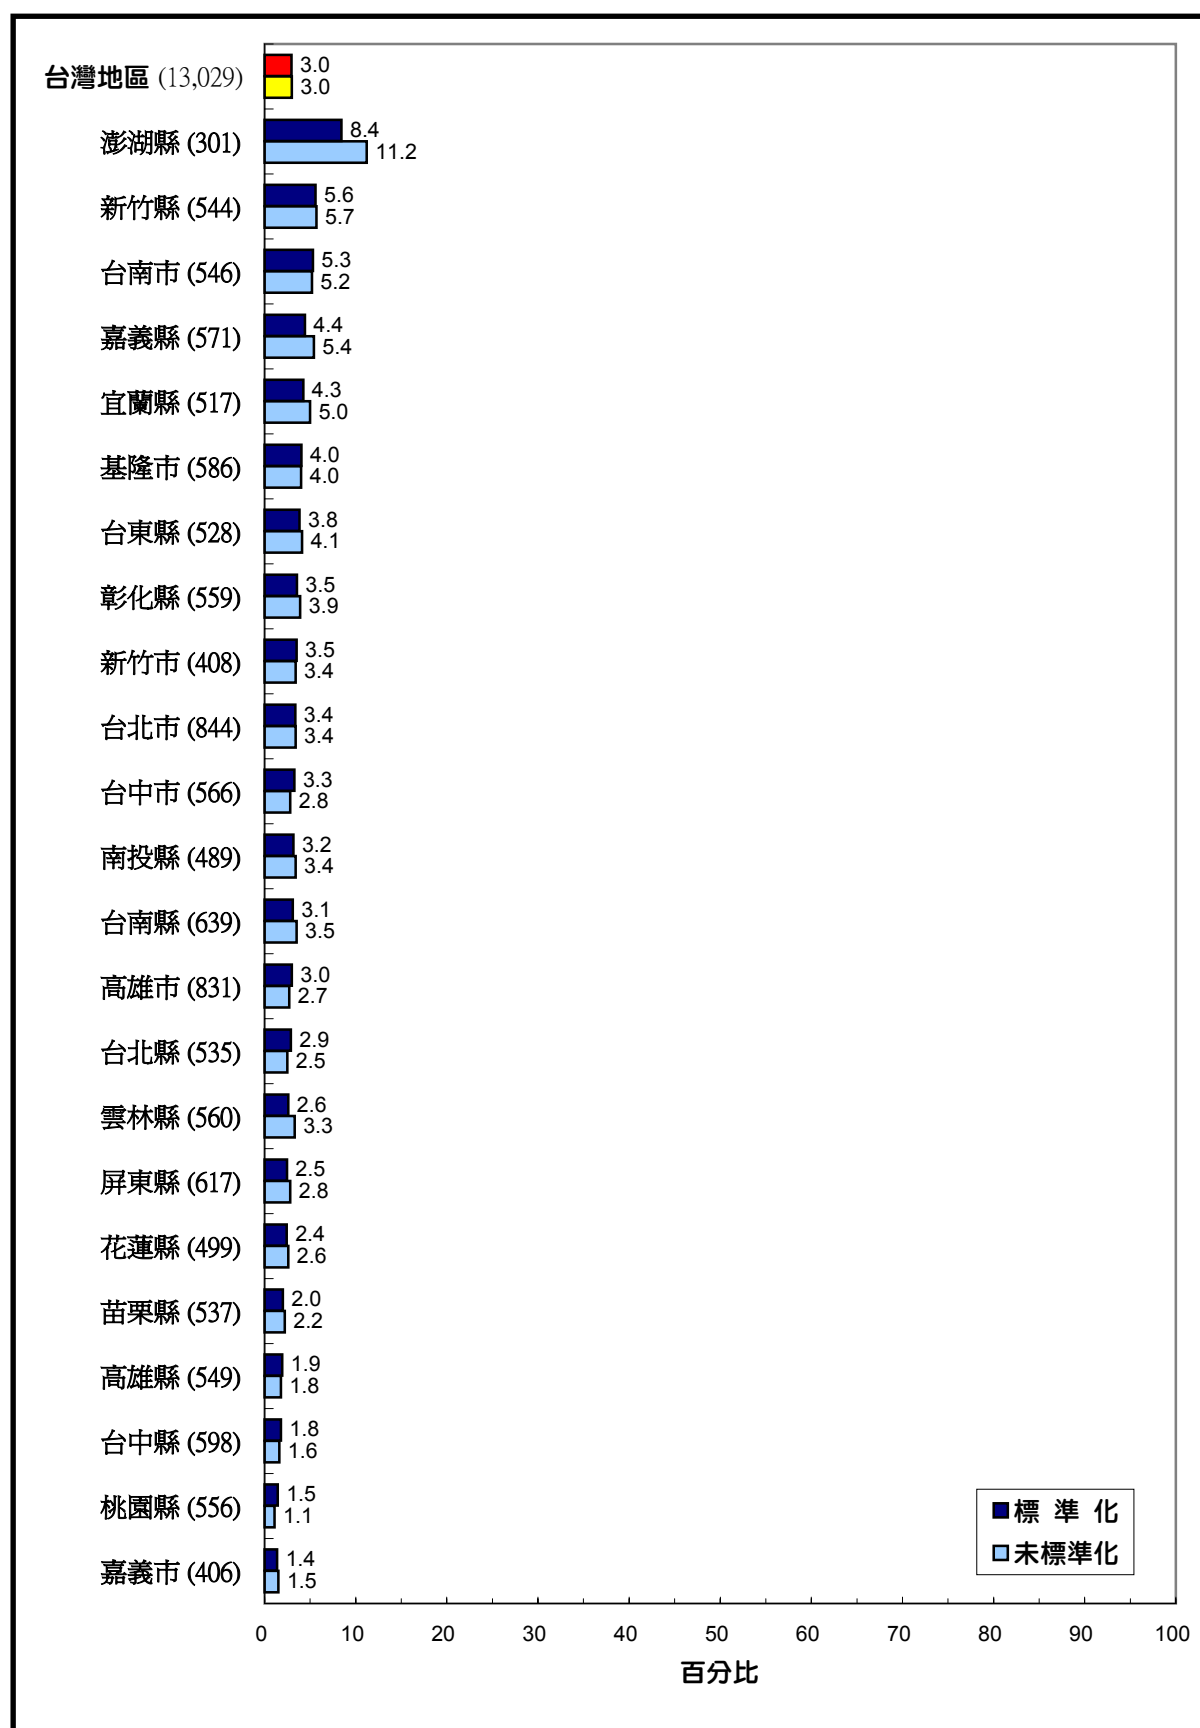 台灣地區 (13,029) 3.0 3.0
澎湖縣 (301) 8.4 11.2
新竹縣 (544) 5.6 5.7
台南市 (546) 5.3 5.2
嘉義縣 (571) 4.4 5.4
宜蘭縣 (517) 4.3 5.0
基隆市 (586) 4.0 4.0
台東縣 (528) 3.8 4.1
彰化縣 (559) 3.5 3.9
新竹市 (408) 3.5 3.4
台北市 (844) 3.4 3.4
台中市 (566) 3.3 2.8
南投縣 (489) 3.2 3.4
台南縣 (639) 3.1 3.5
高雄市 (831) 3.0 2.7
台北縣 (535) 2.9 2.5
雲林縣 (560) 2.6 3.3
屏東縣 (617) 2.5 2.8
花蓮縣 (499) 2.4 2.6
苗栗縣 (537) 2.0 2.2
高雄縣 (549) 1.9 1.8
台中縣 (598) 1.8 1.6
桃園縣 (556) 1.5 1.1
嘉義市 (406) 1.4 1.5
標 準 化
未標準化
0 10 20 30 40 50 60 70 80 90 100
百分比